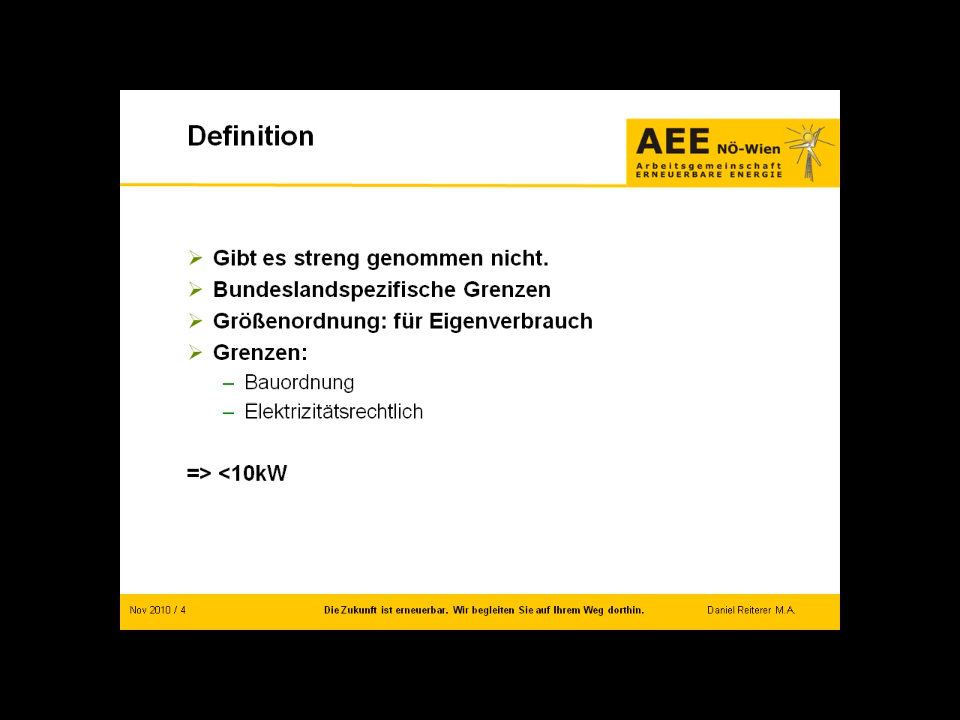 Definition
AEE NÖ-Wien
Arbeitsgemeinschaft
ERNEUERBARE ENERGIE
Gibt es streng genommen nicht.
Bundeslandspezifische Grenzen
Größenordnung: für Eigenverbrauch
Grenzen:
– Bauordnung
– Elektrizitätsrechtlich
=> <10kW
Nov 2010 / 4
Die Zukunft ist erneuerbar. Wir begleiten Sie auf Ihrem Weg dorthin.
Daniel Reiterer M.A.